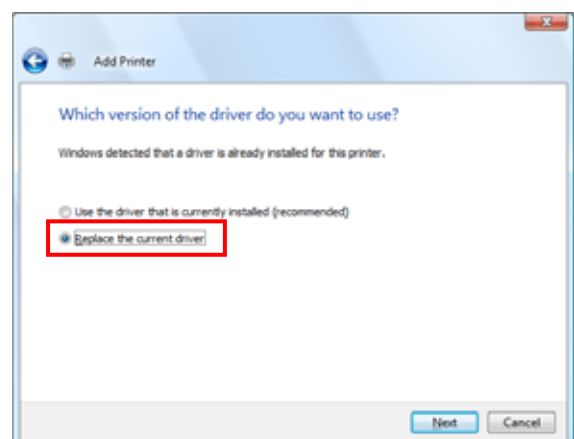 Add Printer
Which version of the driver do you want to use?
Windows detected that a driver is already installed for this printer.
Use the driver that is currently installed (recommended)
Replace the current driver
Next Cancel